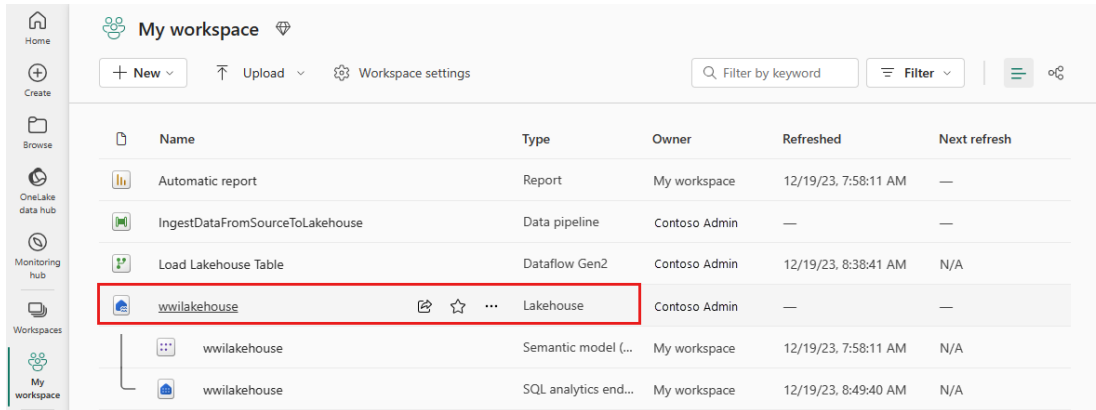 Home
Create
Browse
OneLake
data hub
Monitoring
hub
Workspaces
My
workspace
My workspace
New
Upload
Workspace settings
Filter by keyword
Filter
Name Type Owner Refreshed Next refresh
Automatic report Report My workspace 12/19/23, 7:58:11 AM —
IngestDataFromSourceToLakehouse Data pipeline Contoso Admin — —
Load Lakehouse Table Dataflow Gen2 Contoso Admin 12/19/23, 8:38:41 AM N/A
wwilakehouse ... Lakehouse Contoso Admin — —
wwilakehouse Semantic model (... My workspace 12/19/23, 7:58:11 AM N/A
wwilakehouse SQL analytics end... My workspace 12/19/23, 8:49:40 AM N/A